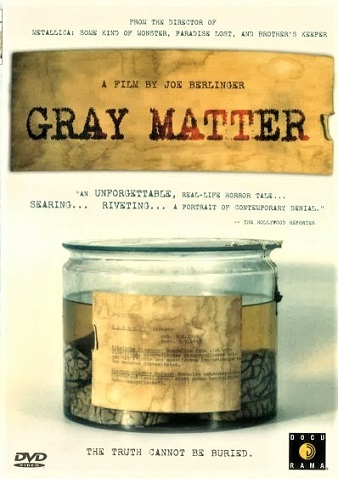 FROM THE DIRECTOR OF
METALLICA: SOME KIND OF MONSTER, PARADISE LOST, AND BROTHER'S KEEPER
A FILM BY JOE BERLINGER
GRAY MATTER
"AN UNFORGETTABLE, REAL-LIFE HORROR TALE...
SEARING... RIVETING... A PORTRAIT OF CONTEMPORARY DENIAL."
-- THE HOLLYWOOD REPORTER
THE TRUTH CANNOT BE BURIED.
DVD
VIDEO
DOCU
RAMA